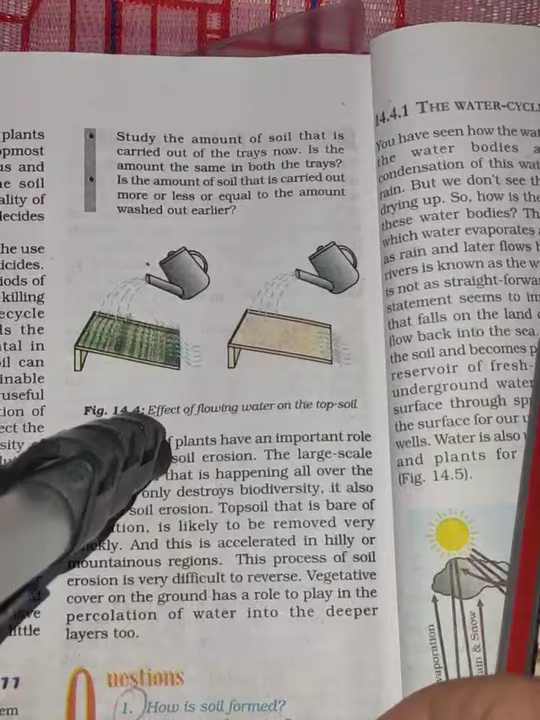 plants
opmost
us and
e soil
ality of
decides
he use
icides.
iods of
killing
ecycle
ls the
ntal in
oil can
inable
useful
tion of
ect the
sity
little
11
em
Study the amount of soil that is
carried out of the trays now. Is the
amount the same in both the trays?
Is the amount of soil that is carried out
more or less or equal to the amount
washed out earlier?
Fig. 14.4: Effect of flowing water on the top-soil
f plants have an important role
soil erosion. The large-scale
that is happening all over the
only destroys biodiversity, it also
soil erosion. Topsoil that is bare of
tion, is likely to be removed very
kly. And this is accelerated in hilly or
mountainous regions. This process of soil
erosion is very difficult to reverse. Vegetative
cover on the ground has a role to play in the
percolation of water into the deeper
layers too.
Questions
1. How is soil formed?
14.4.1 THE WATER-CYCL
You have seen how the wat
the water bodies a
condensation of this wat
rain. But we don't see th
drying up. So, how is the
these water bodies? Th
which water evaporates
as rain and later flows b
rivers is known as the w
is not as straight-forwa
statement seems to im
that falls on the land
flow back into the sea.
the soil and becomes p
reservoir of fresh-
underground water
surface through spr
the surface for our u
wells. Water is also
and plants for
(Fig. 14.5).
vaporation
ain & Snow